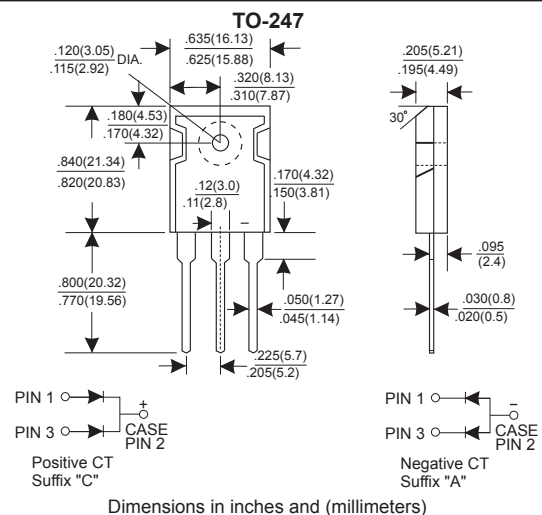 TO-247
.635(16.13)
.625(15.88)
.120(3.05)
.115(2.92)
DIA.
.320(8.13)
.310(7.87)
.205(5.21)
.195(4.49)
.180(4.53)
.170(4.32)
30°
.840(21.34)
.820(20.83)
.12(3.0)
.11(2.8)
.170(4.32)
.150(3.81)
.095
(2.4)
.800(20.32)
.770(19.56)
.050(1.27)
.045(1.14)
.030(0.8)
.020(0.5)
.225(5.7)
.205(5.2)
PIN 1
+
PIN 3
CASE
PIN 2
Positive CT
Suffix "C"
PIN 1
−
PIN 3
CASE
PIN 2
Negative CT
Suffix "A"
Dimensions in inches and (millimeters)